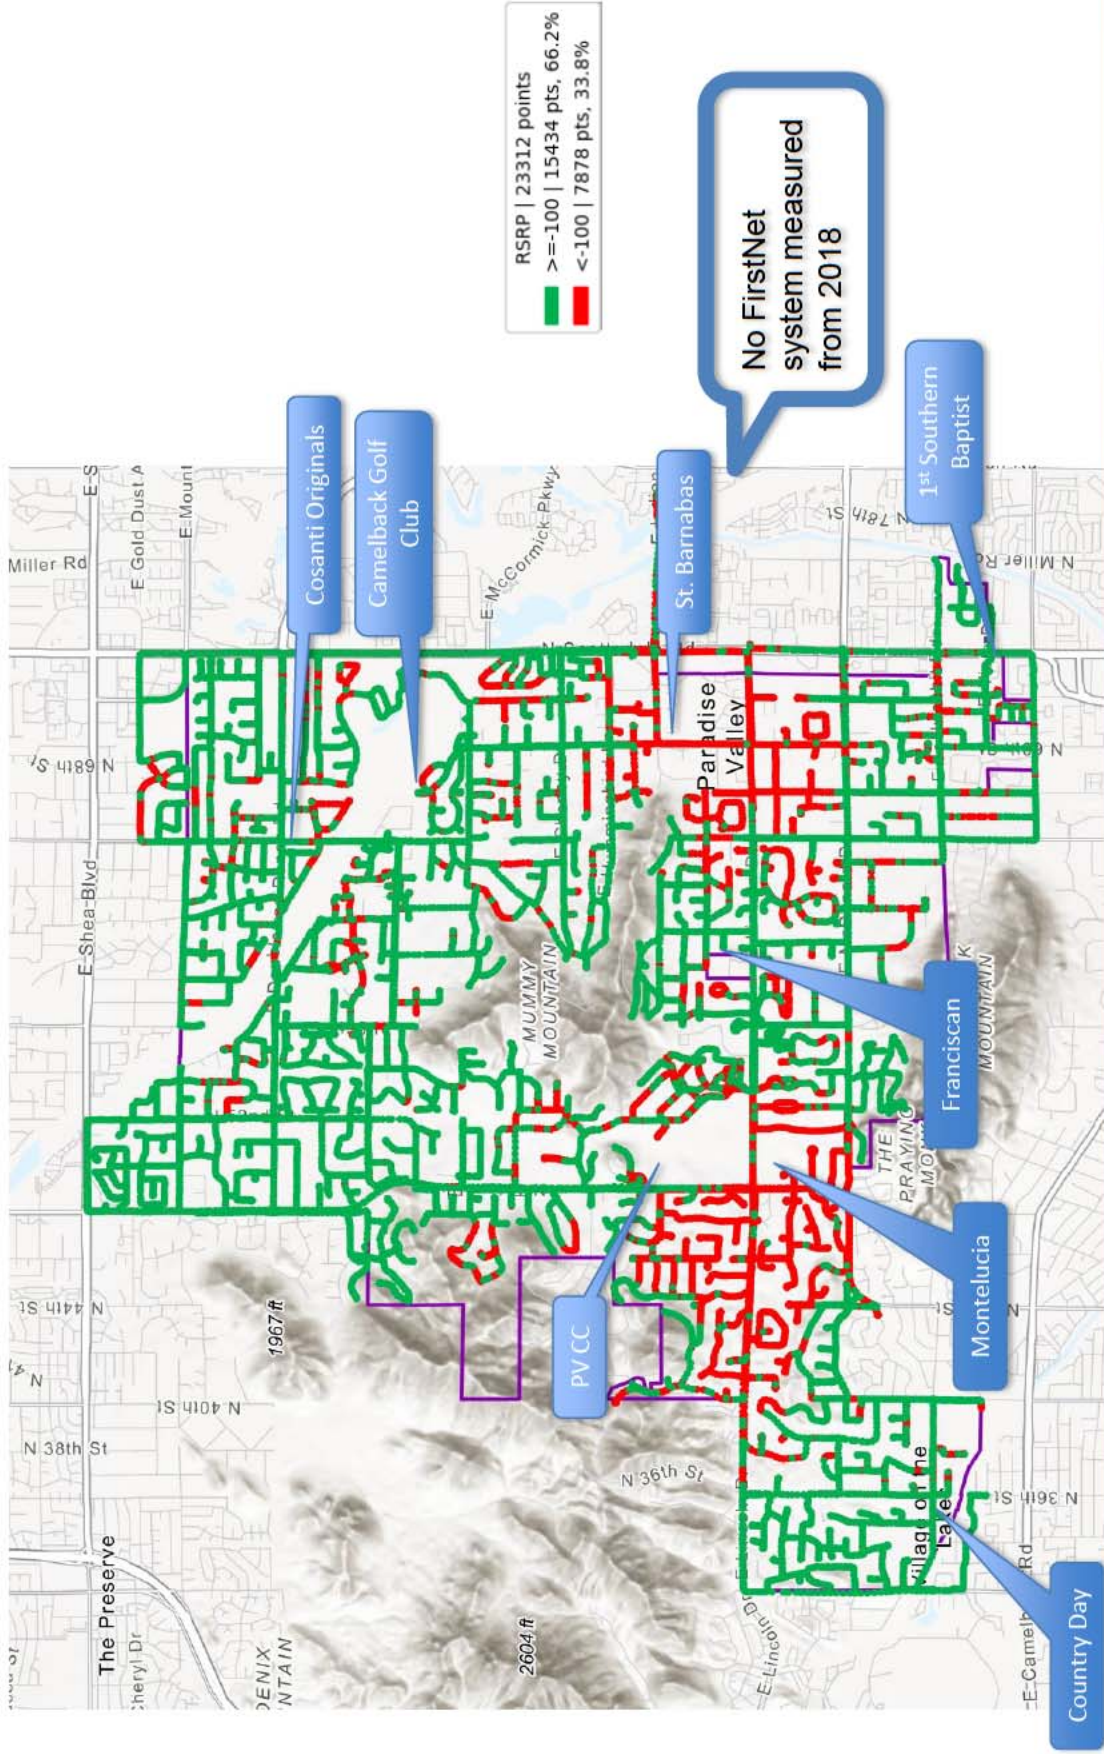 RSRP | 23312 points
>=-100 | 15434 pts, 66.2%
<-100 | 7878 pts, 33.8%
No FirstNet
system measured
from 2018
Cosanti Originals
Camelback Golf
Club
St. Barnabas
1st Southern
Baptist
Franciscan
Montelucia
PV CC
Country Day
The Preserve
Cheryl Dr
N 38th St
N 40th St
N 44th St
N 36th St
N 36th St
1967 ft
2604 ft
E Shea Blvd
N 68th St
E Gold Dust A
E Mount
Miller Rd
E McCormick Pkwy
N 78th St
N Miller Rd
Paradise
Valley
MUMMY
MOUNTAIN
MOUNTAIN
THE
PRAYING
E Lincoln Dr
Village of the
Lake
E Camelb
Rd